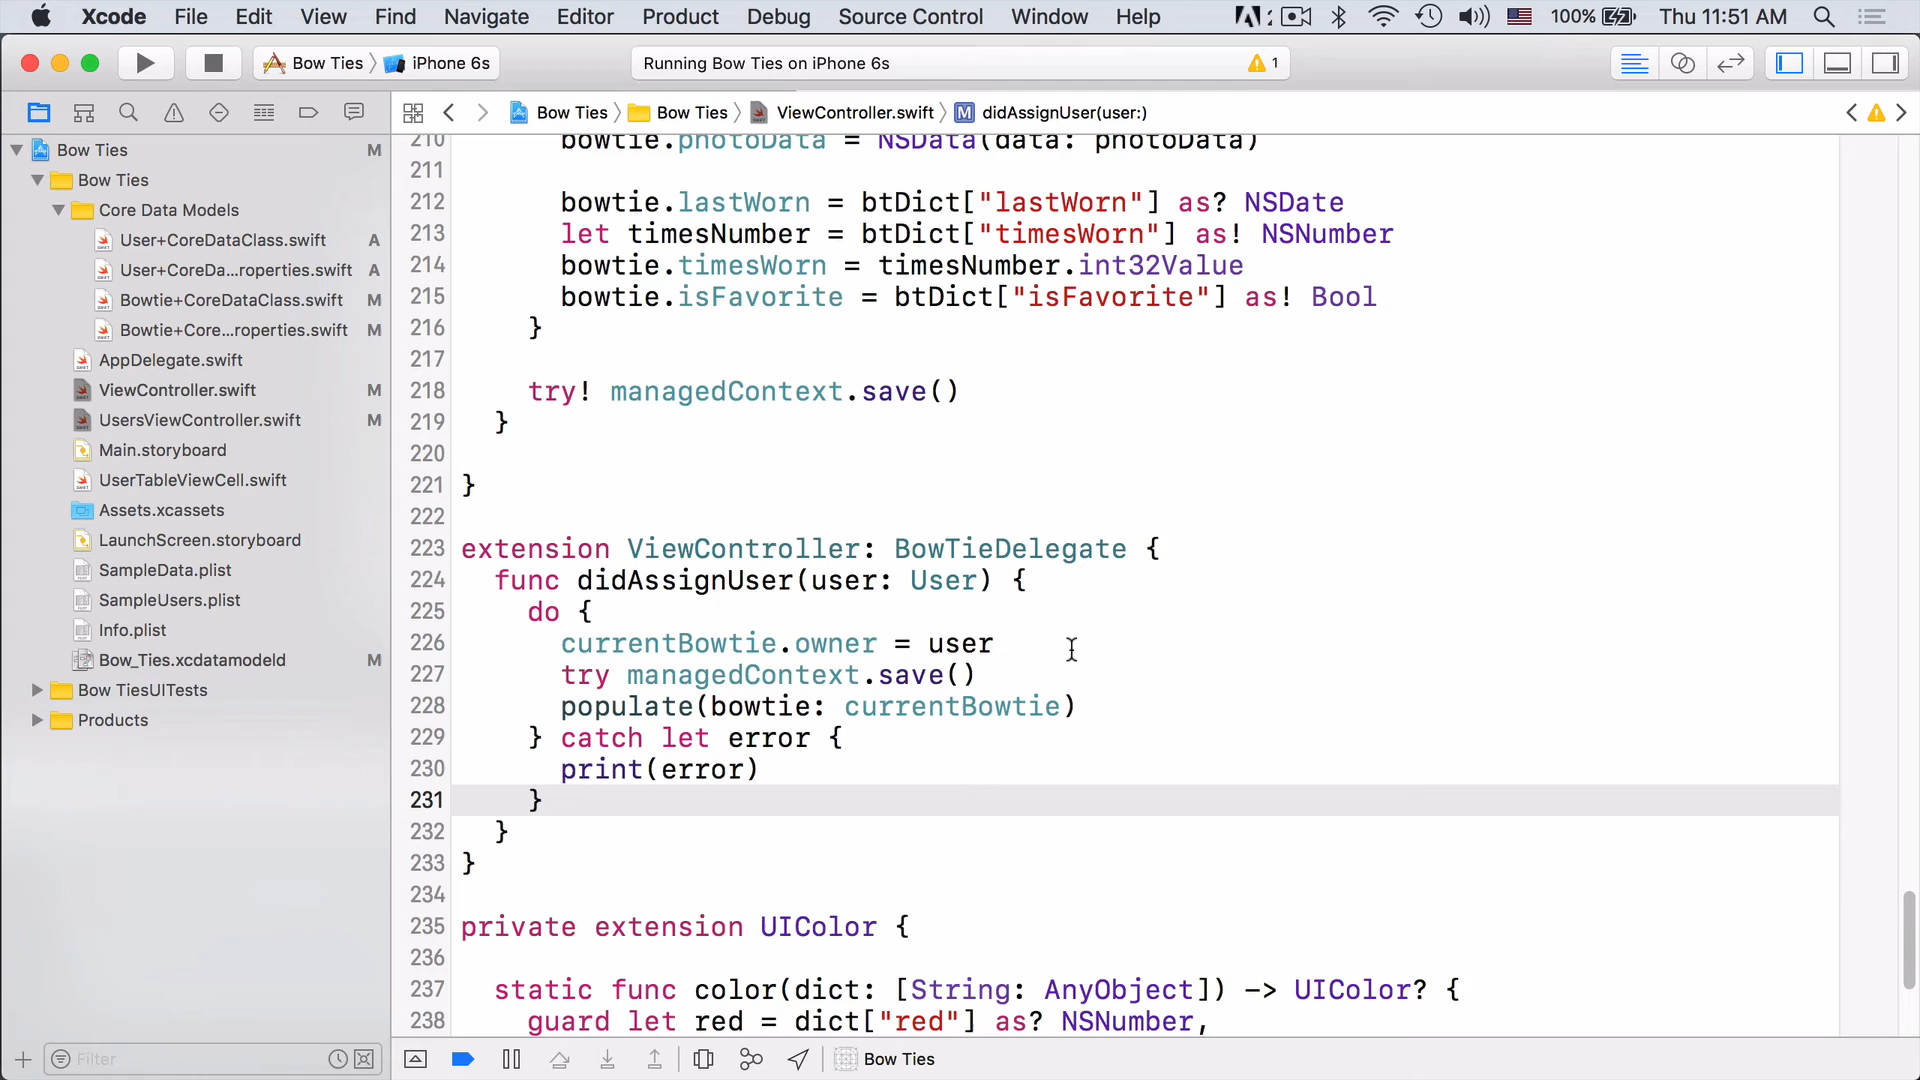 Xcode File Edit View Find Navigate Editor Product Debug Source Control Window Help 100% Thu 11:51 AM
Bow Ties iPhone 6s Running Bow Ties on iPhone 6s 1
Bow Ties Bow Ties ViewController.swift M didAssignUser(user:)
Bow Ties M
Bow Ties
Core Data Models
User+CoreDataClass.swift A
User+CoreDa...roperties.swift A
Bowtie+CoreDataClass.swift M
Bowtie+Core...roperties.swift M
AppDelegate.swift
ViewController.swift M
UsersViewController.swift M
Main.storyboard
UserTableViewCell.swift
Assets.xcassets
LaunchScreen.storyboard
SampleData.plist
SampleUsers.plist
Info.plist
Bow_Ties.xcdatamodeld M
Bow TiesUITests
Products
Filter
210 bowtie.photoData = NSData(data: photoData)
211
212 bowtie.lastWorn = btDict["lastWorn"] as? NSDate
213 let timesNumber = btDict["timesWorn"] as! NSNumber
214 bowtie.timesWorn = timesNumber.int32Value
215 bowtie.isFavorite = btDict["isFavorite"] as! Bool
216 }
217
218 try! managedContext.save()
219 }
220
221 }
222
223 extension ViewController: BowTieDelegate {
224 func didAssignUser(user: User) {
225 do {
226 currentBowtie.owner = user
227 try managedContext.save()
228 populate(bowtie: currentBowtie)
229 } catch let error {
230 print(error)
231 }
232 }
233 }
234
235 private extension UIColor {
236
237 static func color(dict: [String: AnyObject]) -> UIColor? {
238 guard let red = dict["red"] as? NSNumber,
Bow Ties